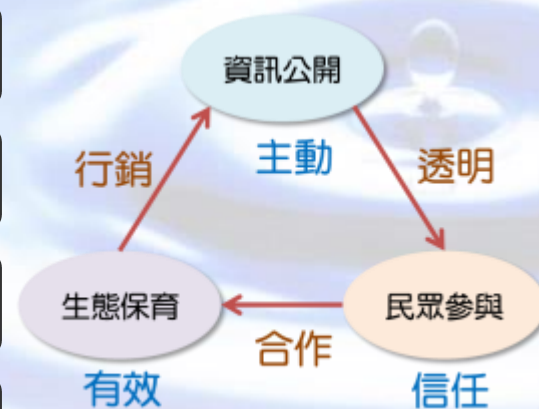 資訊公開
主動
行銷
透明
生態保育
民眾參與
合作
有效
信任